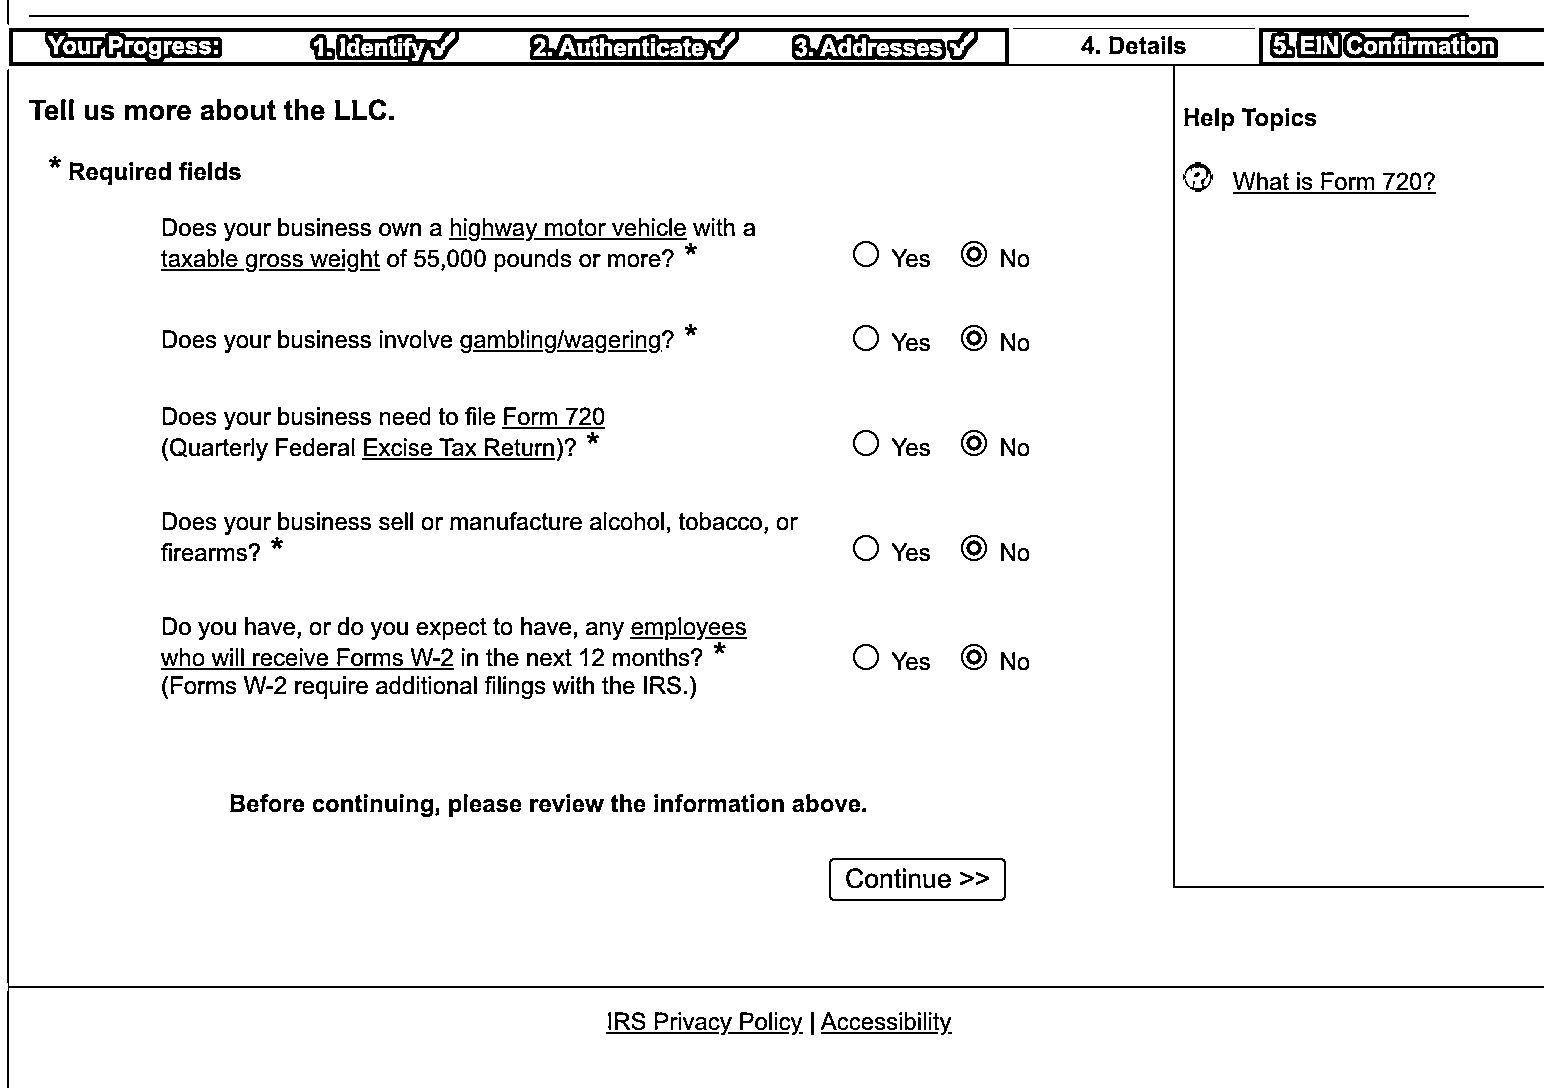 Your Progress: 1. Identify ✓ 2. Authenticate ✓ 3. Addresses ✓ 4. Details 5. EIN Confirmation
Tell us more about the LLC.
* Required fields
Does your business own a highway motor vehicle with a
taxable gross weight of 55,000 pounds or more? *
Yes No
Does your business involve gambling/wagering? *
Yes No
Does your business need to file Form 720
(Quarterly Federal Excise Tax Return)? *
Yes No
Does your business sell or manufacture alcohol, tobacco, or
firearms? *
Yes No
Do you have, or do you expect to have, any employees
who will receive Forms W-2 in the next 12 months? *
(Forms W-2 require additional filings with the IRS.)
Yes No
Before continuing, please review the information above.
Continue >>
Help Topics
? What is Form 720?
IRS Privacy Policy | Accessibility